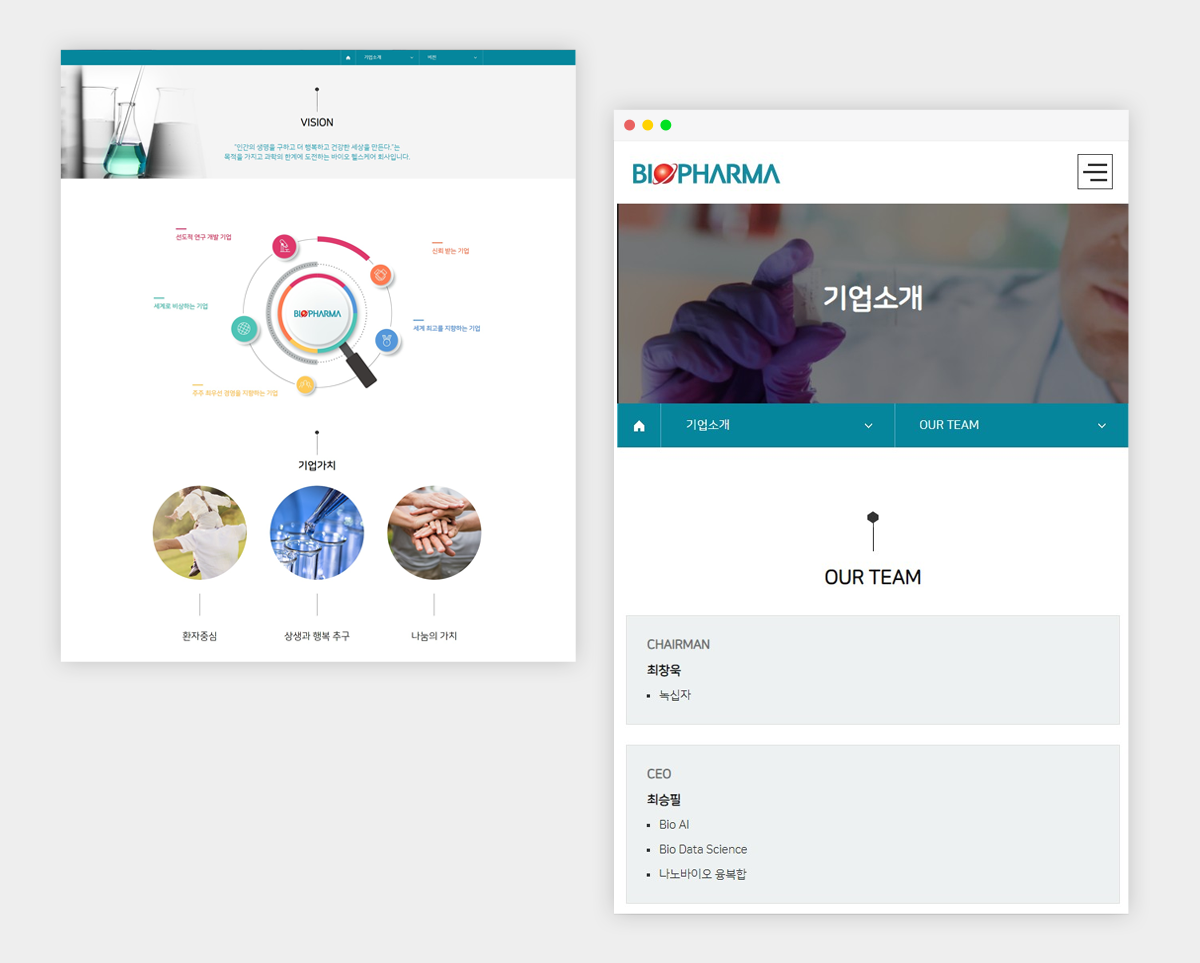 기업소개
비전
VISION
"인간의 생명을 구하고 더 행복하고 건강한 세상을 만든다."는
목적을 가지고 과학의 한계에 도전하는 바이오 헬스케어 회사입니다.
선도적 연구 개발 기업
신뢰 받는 기업
세계로 비상하는 기업
BIOPHARMA
세계 최고를 지향하는 기업
주주 최우선 경영을 지향하는 기업
기업가치
환자중심
상생과 행복 추구
나눔의 가치
BIOPHARMA
기업소개
기업소개
OUR TEAM
OUR TEAM
CHAIRMAN
최창욱
녹십자
CEO
최승필
Bio AI
Bio Data Science
나노바이오 융복합